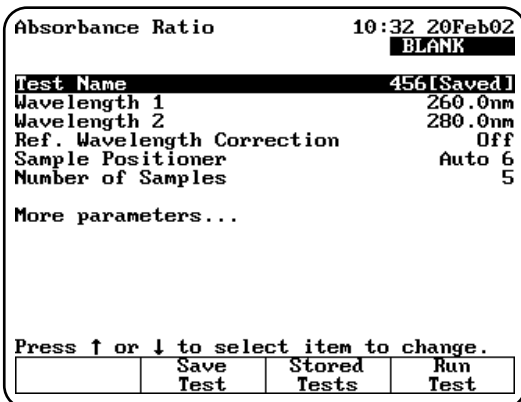 Absorbance Ratio 10:32 20Feb02
BLANK
Test Name 456[Saved]
Wavelength 1 260.0nm
Wavelength 2 280.0nm
Ref. Wavelength Correction Off
Sample Positioner Auto 6
Number of Samples 5
More parameters...
Press ↑ or ↓ to select item to change.
Save Test
Stored Tests
Run Test